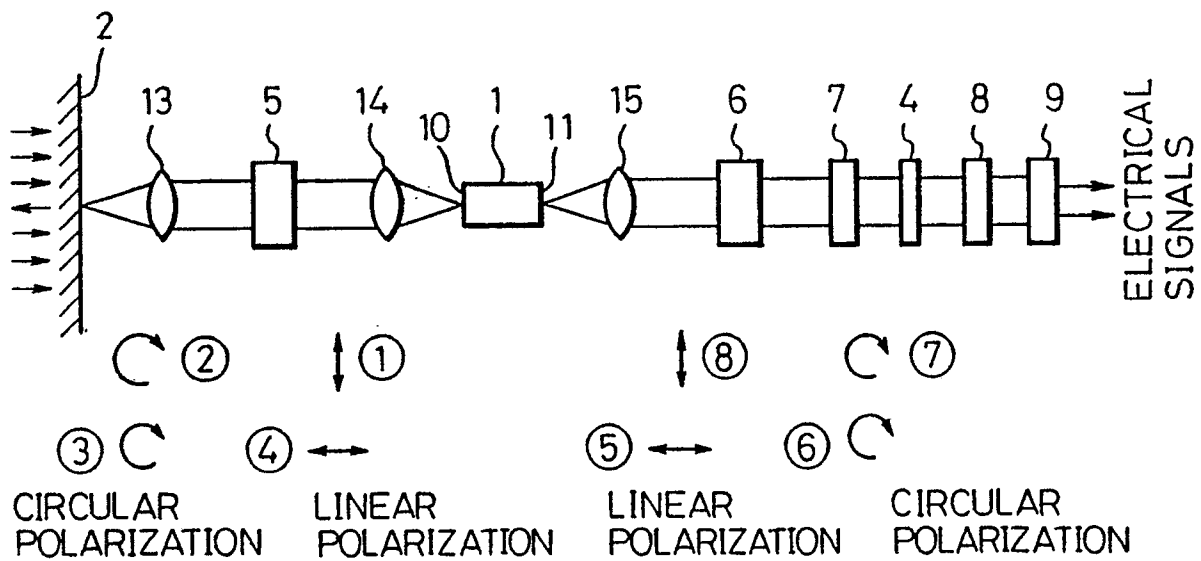 2
13 5 14 10 1 11 15 6 7 4 8 9
ELECTRICAL
SIGNALS
② ① ⑧ ⑦
③ ④ ⑤ ⑥
CIRCULAR
POLARIZATION
LINEAR
POLARIZATION
LINEAR
POLARIZATION
CIRCULAR
POLARIZATION